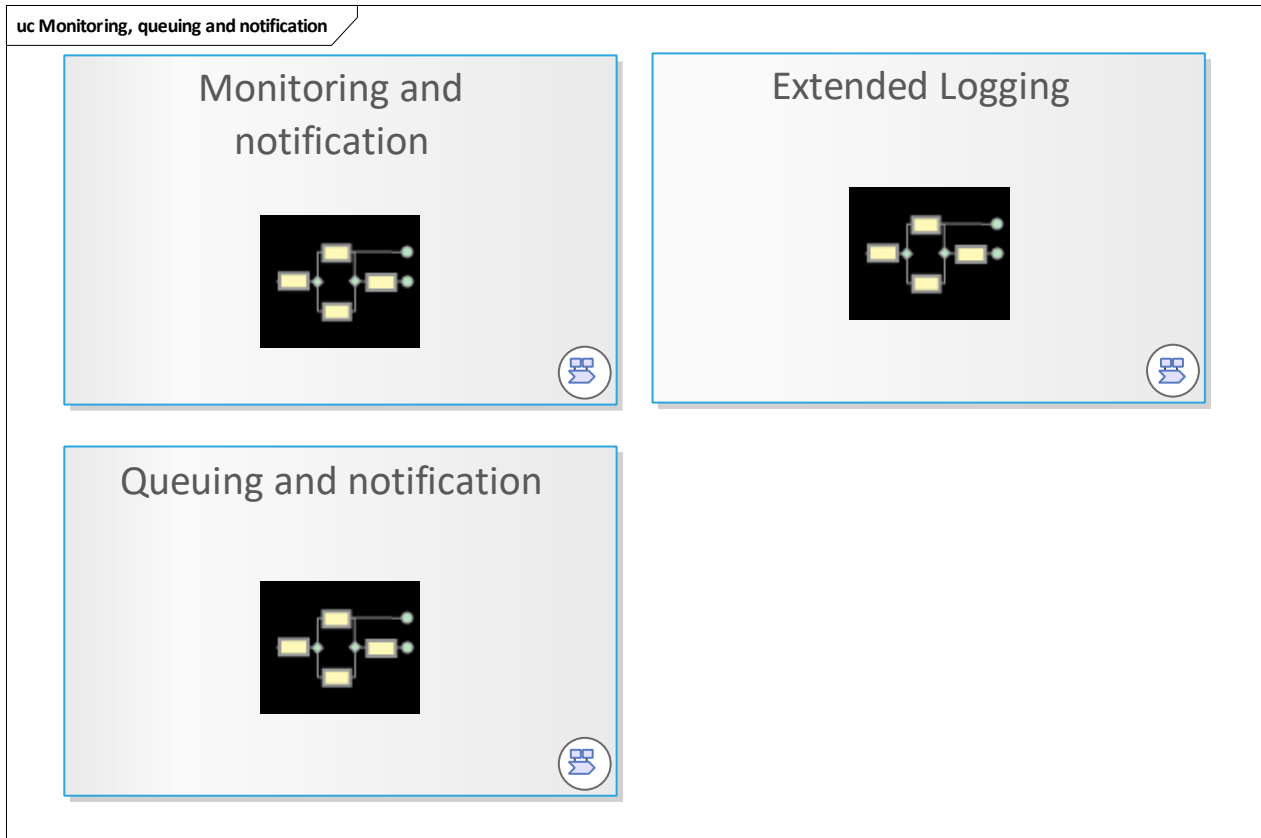 uc Monitoring, queuing and notification
Monitoring and
notification
Extended Logging
Queuing and notification